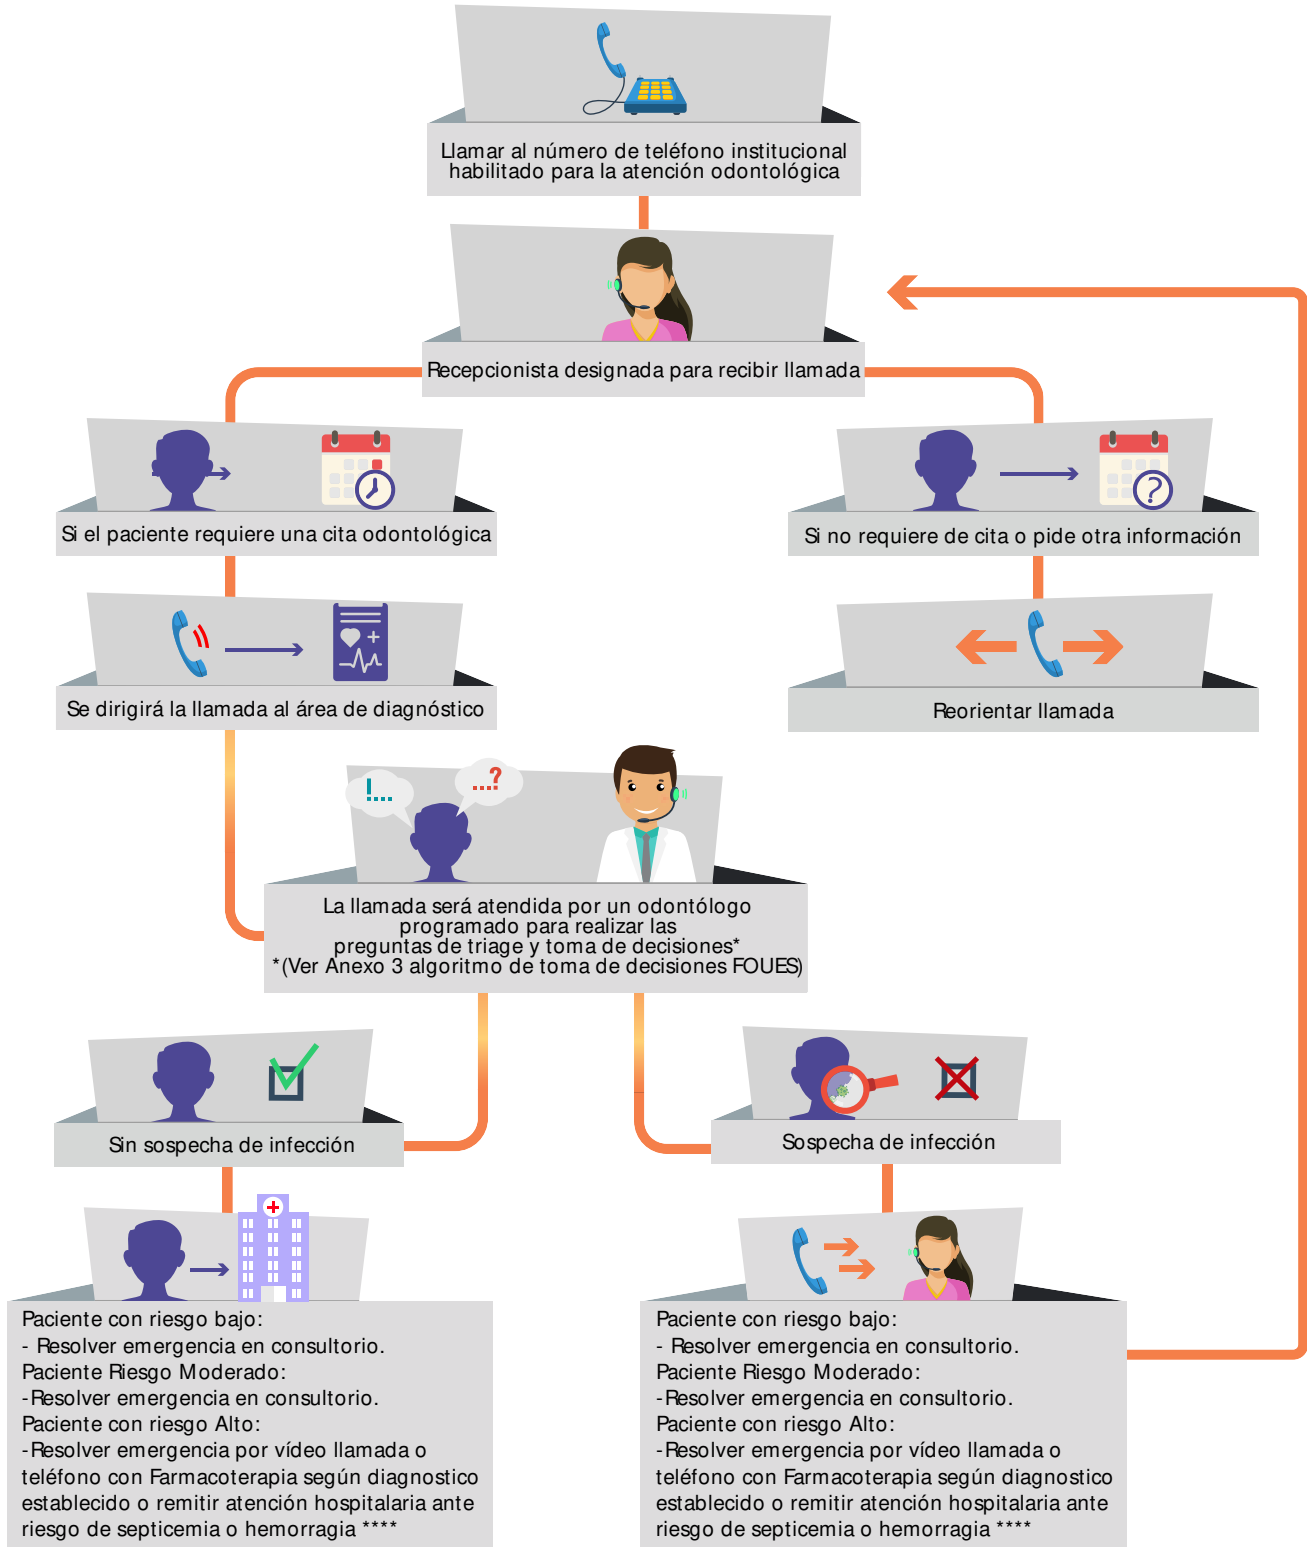 Llamar al número de teléfono institucional
habilitado para la atención odontológica
Recepcionista designada para recibir llamada
Si el paciente requiere una cita odontológica
Si no requiere de cita o pide otra información
Se dirigirá la llamada al área de diagnóstico
Reorientar llamada
La llamada será atendida por un odontólogo
programado para realizar las
preguntas de triage y toma de decisiones*
*(Ver Anexo 3 algoritmo de toma de decisiones FOUES)
Sin sospecha de infección
Sospecha de infección
Paciente con riesgo bajo:
- Resolver emergencia en consultorio.
Paciente Riesgo Moderado:
-Resolver emergencia en consultorio.
Paciente con riesgo Alto:
-Resolver emergencia por vídeo llamada o
teléfono con Farmacoterapia según diagnostico
establecido o remitir atención hospitalaria ante
riesgo de septicemia o hemorragia ****
Paciente con riesgo bajo:
- Resolver emergencia en consultorio.
Paciente Riesgo Moderado:
-Resolver emergencia en consultorio.
Paciente con riesgo Alto:
-Resolver emergencia por vídeo llamada o
teléfono con Farmacoterapia según diagnostico
establecido o remitir atención hospitalaria ante
riesgo de septicemia o hemorragia ****